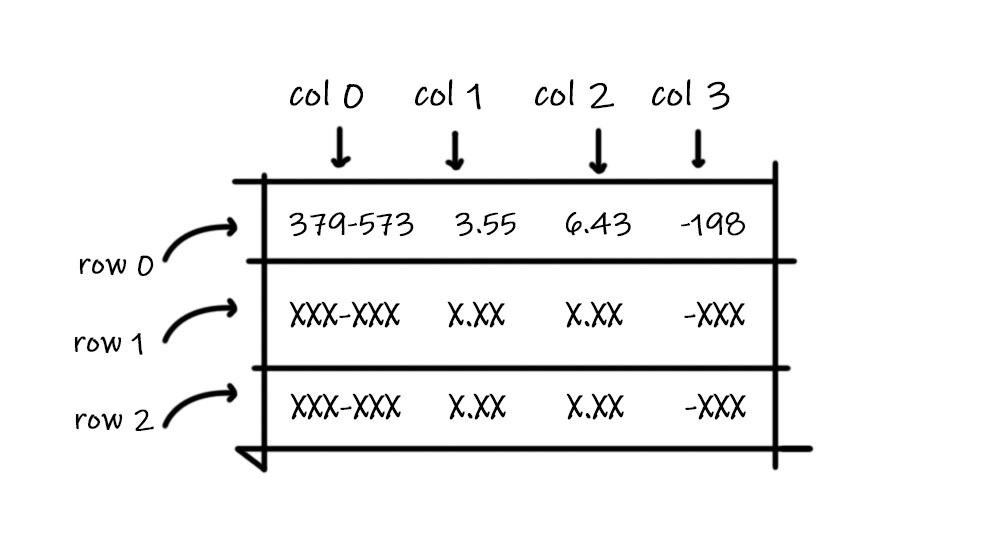 col 0 col 1 col 2 col 3
row 0 379-573 3.55 6.43 -198
row 1 XXX-XXX X.XX X.XX -XXX
row 2 XXX-XXX X.XX X.XX -XXX